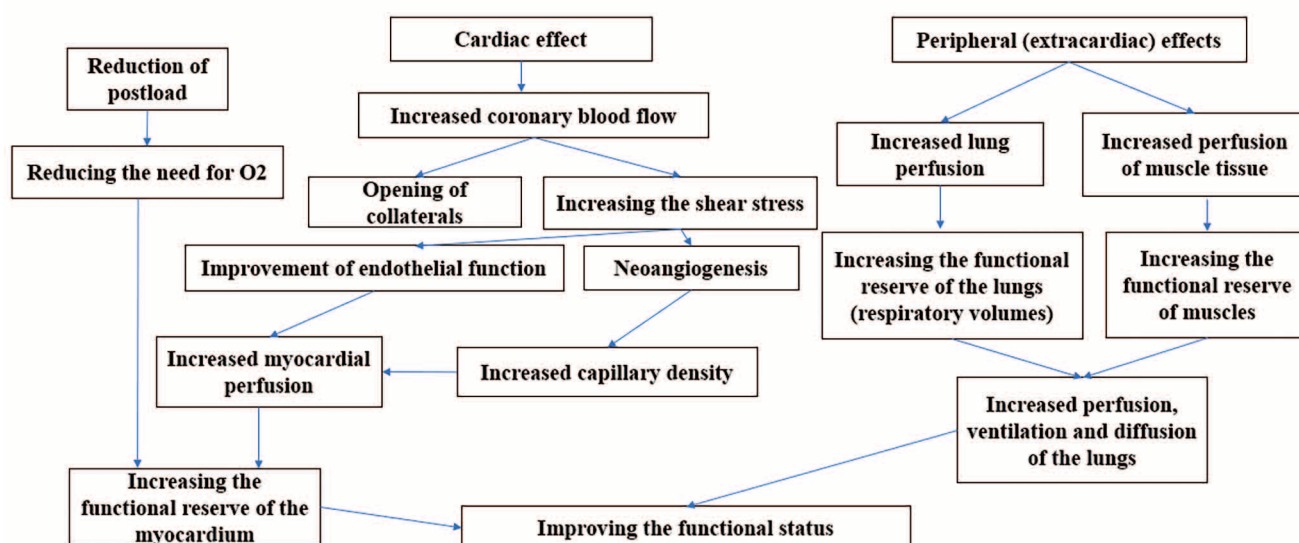 Cardiac effect
Peripheral (extracardiac) effects
Reduction of
postload
Increased coronary blood flow
Increased lung
perfusion
Increased perfusion
of muscle tissue
Reducing the need for O2
Opening of
collaterals
Increasing the shear stress
Improvement of endothelial function
Neoangiogenesis
Increasing the functional
reserve of the lungs
(respiratory volumes)
Increasing the
functional reserve
of muscles
Increased myocardial
perfusion
Increased capillary density
Increased perfusion,
ventilation and diffusion
of the lungs
Increasing the
functional reserve of the
myocardium
Improving the functional status